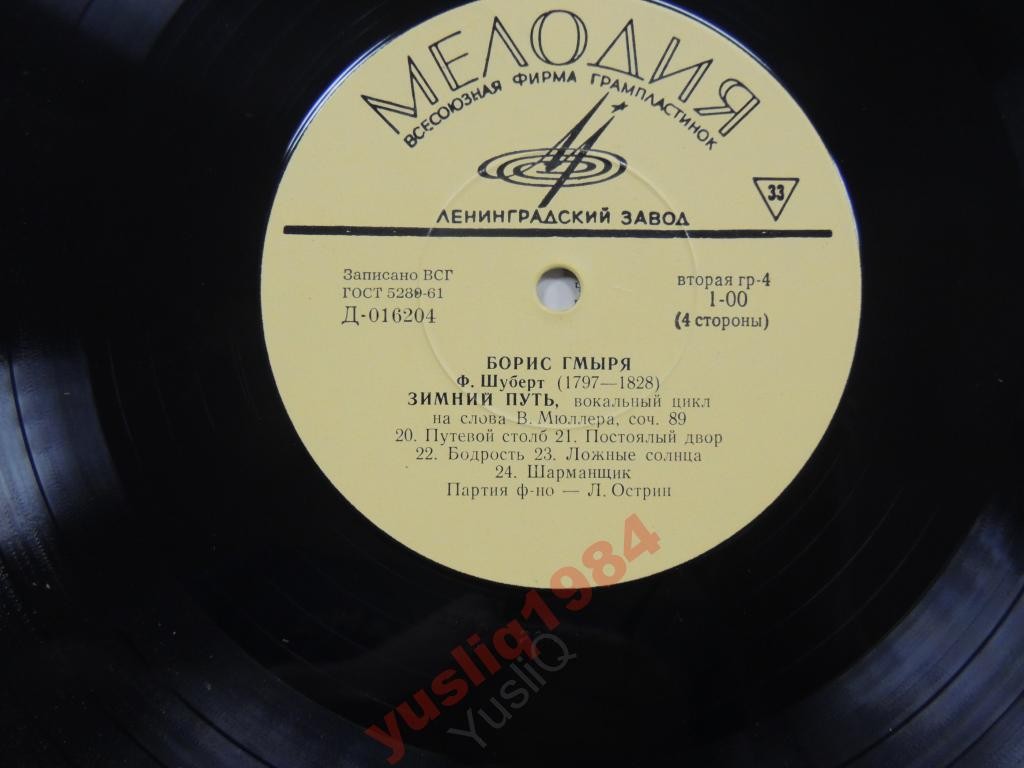 МЕЛОДИЯ
ВСЕСОЮЗНАЯ ФИРМА ГРАМПЛАСТИНОК
33
ЛЕНИНГРАДСКИЙ ЗАВОД
Записано ВСГ
ГОСТ 5289-61
Д-016204
вторая гр-4
1-00
(4 стороны)
БОРИС ГМЫРЯ
Ф. Шуберт (1797—1828)
ЗИМНИЙ ПУТЬ, вокальный цикл
на слова В. Мюллера, соч. 89
20. Путевой столб 21. Постоялый двор
22. Бодрость 23. Ложные солнца
24. Шарманщик
Партия ф-но — Л. Острин
yusliq1984
YusliQ